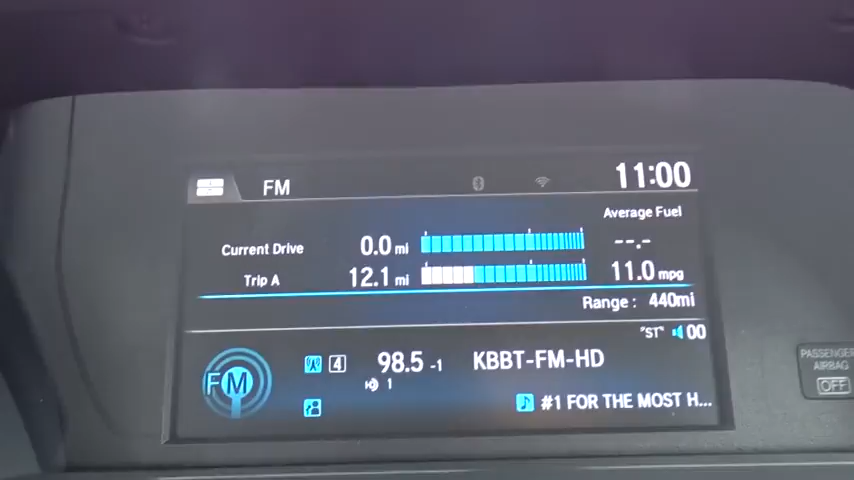 FM
11:00
Average Fuel
Current Drive 0.0 mi --.-
Trip A 12.1 mi 11.0 mpg
Range : 440mi
"ST" 00
FM 4 98.5 -1 KBBT-FM-HD
1
#1 FOR THE MOST H...
PASSENGER
AIRBAG
OFF